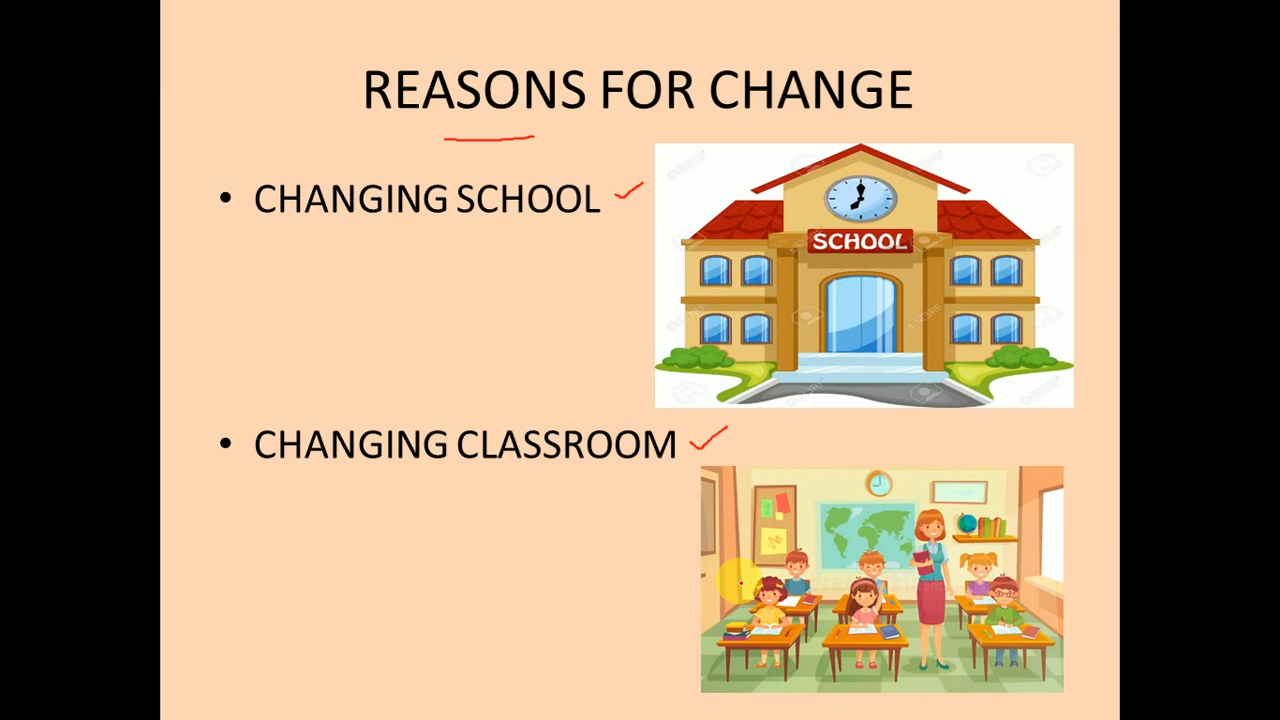 REASONS FOR CHANGE
• CHANGING SCHOOL
SCHOOL
• CHANGING CLASSROOM